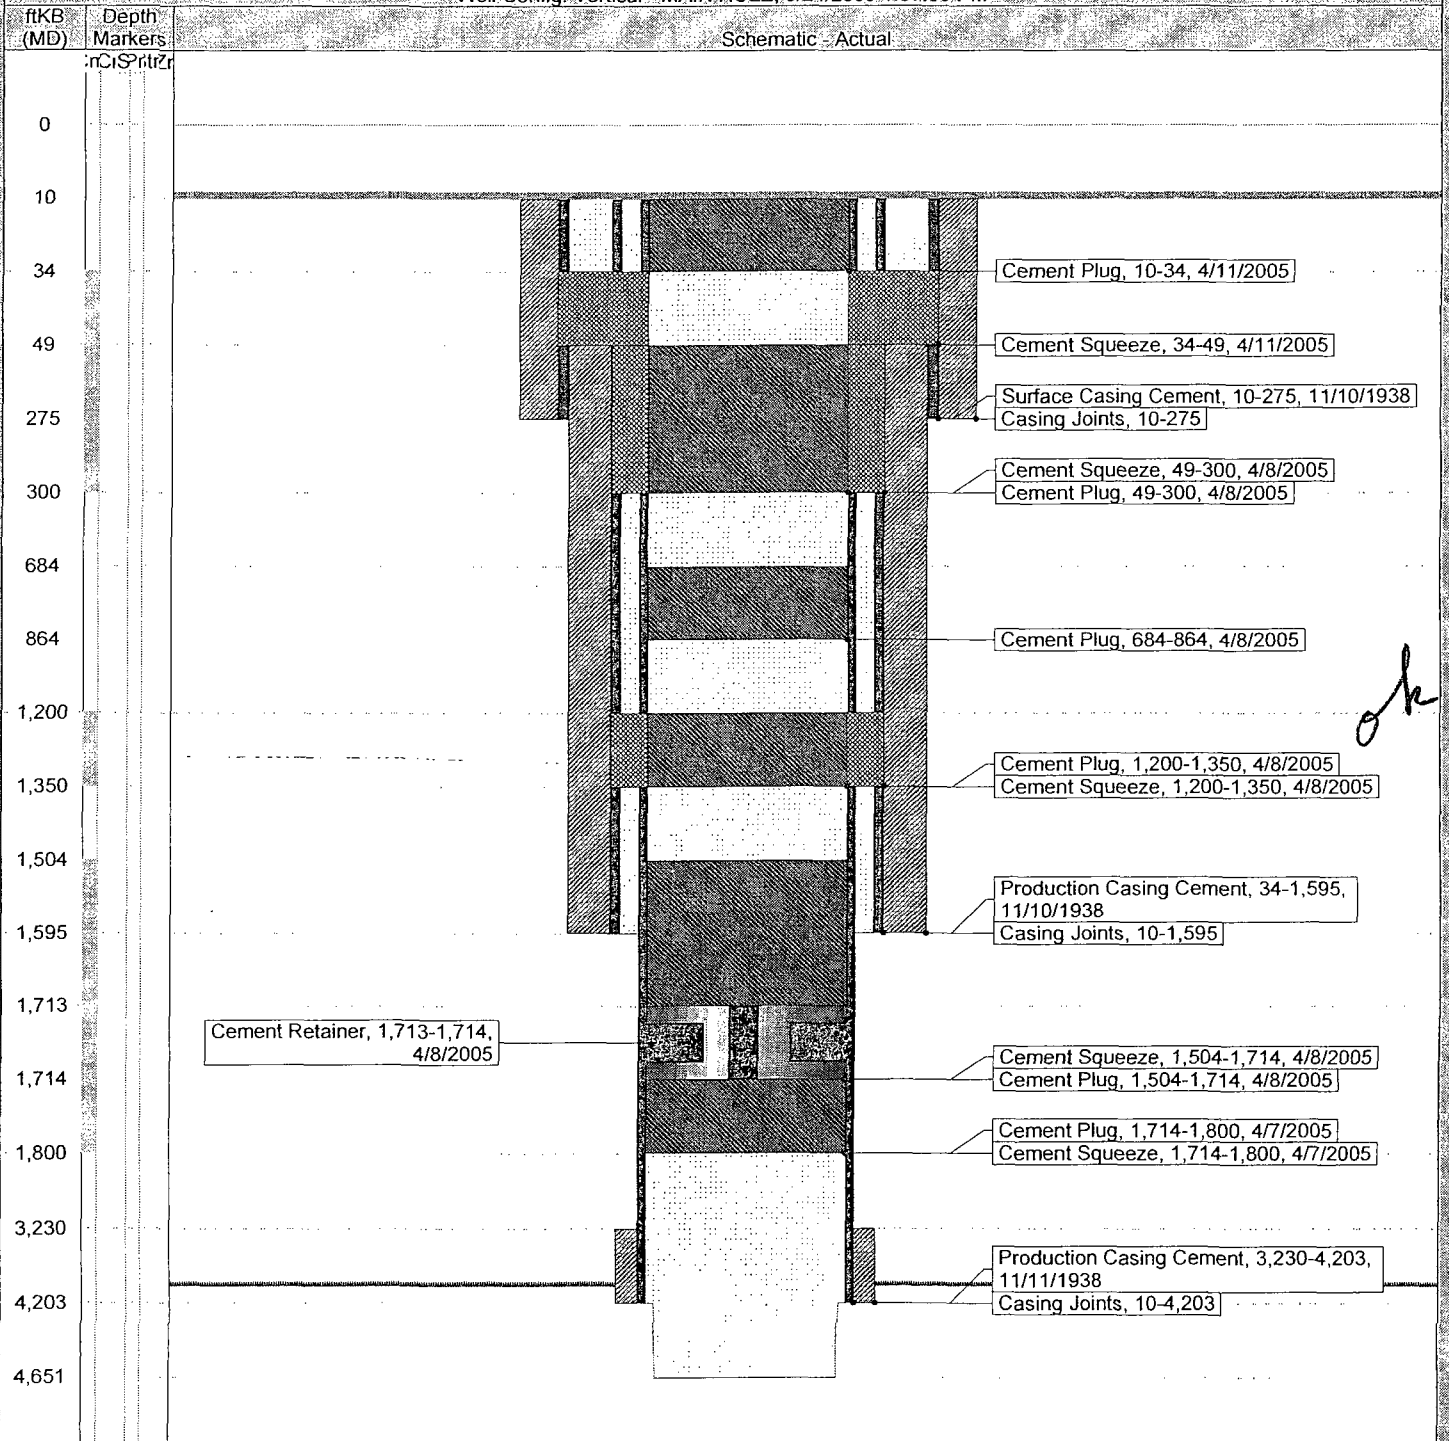 ftKB
(MD)
Depth
Markers
Schematic - Actual
0
10
34
49
275
300
684
864
1,200
1,350
1,504
1,595
1,713
1,714
1,800
3,230
4,203
4,651
Cement Plug, 10-34, 4/11/2005
Cement Squeeze, 34-49, 4/11/2005
Surface Casing Cement, 10-275, 11/10/1938
Casing Joints, 10-275
Cement Squeeze, 49-300, 4/8/2005
Cement Plug, 49-300, 4/8/2005
Cement Plug, 684-864, 4/8/2005
ok
Cement Plug, 1,200-1,350, 4/8/2005
Cement Squeeze, 1,200-1,350, 4/8/2005
Production Casing Cement, 34-1,595,
11/10/1938
Casing Joints, 10-1,595
Cement Retainer, 1,713-1,714,
4/8/2005
Cement Squeeze, 1,504-1,714, 4/8/2005
Cement Plug, 1,504-1,714, 4/8/2005
Cement Plug, 1,714-1,800, 4/7/2005
Cement Squeeze, 1,714-1,800, 4/7/2005
Production Casing Cement, 3,230-4,203,
11/11/1938
Casing Joints, 10-4,203